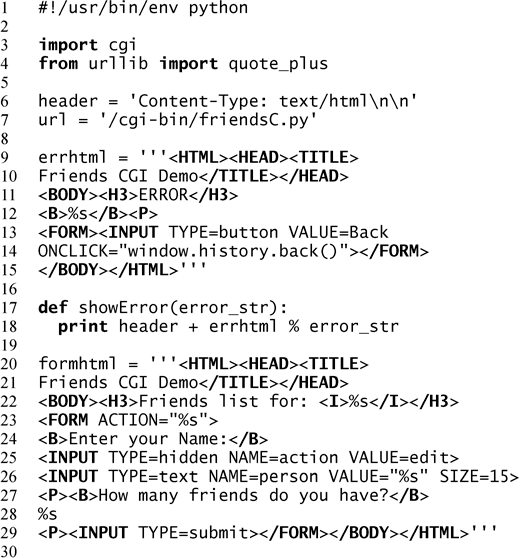 1 #!/usr/bin/env python
2
3 import cgi
4 from urllib import quote_plus
5
6 header = 'Content-Type: text/html\n\n'
7 url = '/cgi-bin/friendsC.py'
8
9 errhtml = '''<HTML><HEAD><TITLE>
10 Friends CGI Demo</TITLE></HEAD>
11 <BODY><H3>ERROR</H3>
12 <B>%s</B><P>
13 <FORM><INPUT TYPE=button VALUE=Back
14 ONCLICK="window.history.back()"></FORM>
15 </BODY></HTML>'''
16
17 def showError(error_str):
18   print header + errhtml % error_str
19
20 formhtml = '''<HTML><HEAD><TITLE>
21 Friends CGI Demo</TITLE></HEAD>
22 <BODY><H3>Friends list for: <I>%s</I></H3>
23 <FORM ACTION="%s">
24 <B>Enter your Name:</B>
25 <INPUT TYPE=hidden NAME=action VALUE=edit>
26 <INPUT TYPE=text NAME=person VALUE="%s" SIZE=15>
27 <P><B>How many friends do you have?</B>
28 %s
29 <P><INPUT TYPE=submit></FORM></BODY></HTML>'''
30